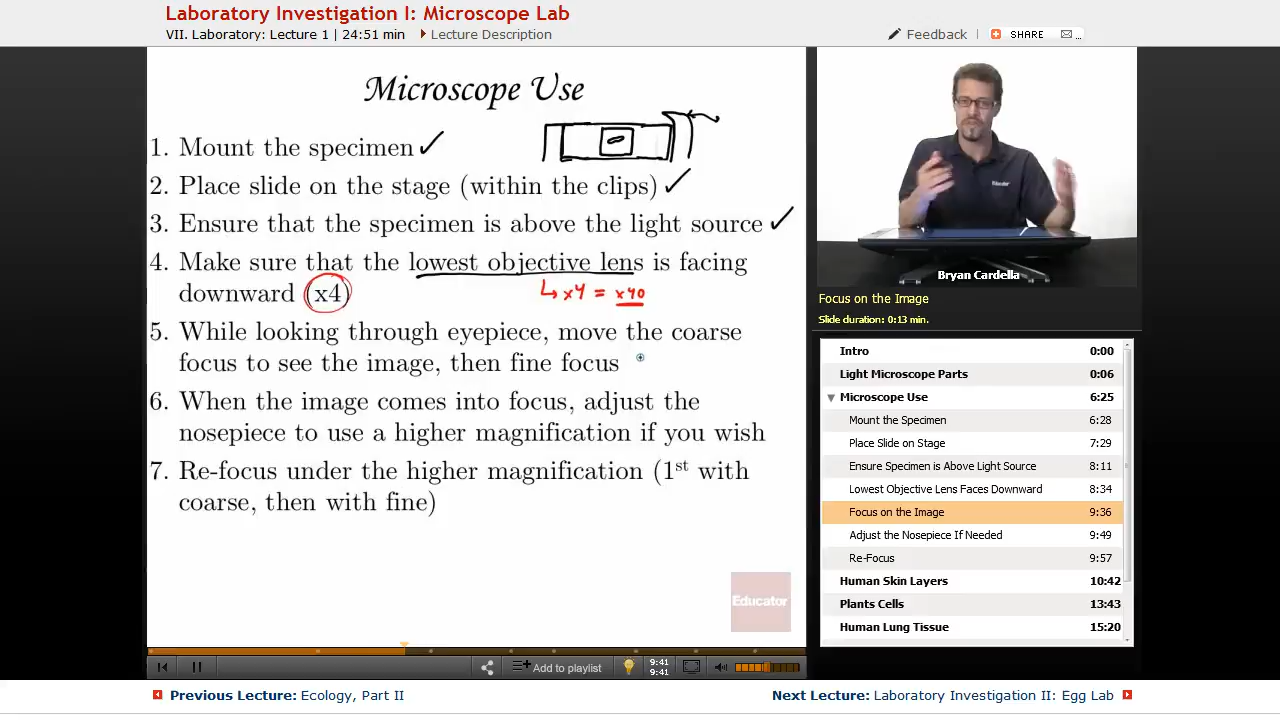 Laboratory Investigation I: Microscope Lab
VII. Laboratory: Lecture 1 | 24:51 min
Lecture Description
Feedback
SHARE
Microscope Use
1. Mount the specimen ✓
2. Place slide on the stage (within the clips) ✓
3. Ensure that the specimen is above the light source ✓
4. Make sure that the lowest objective lens is facing
downward (x4)
↳ x4 = x40
5. While looking through eyepiece, move the coarse
focus to see the image, then fine focus
6. When the image comes into focus, adjust the
nosepiece to use a higher magnification if you wish
7. Re-focus under the higher magnification (1st with
coarse, then with fine)
Educator
Educator
Bryan Cardella
Focus on the Image
Slide duration: 0:13 min.
Intro 0:00
Light Microscope Parts 0:06
Microscope Use 6:25
Mount the Specimen 6:28
Place Slide on Stage 7:29
Ensure Specimen is Above Light Source 8:11
Lowest Objective Lens Faces Downward 8:34
Focus on the Image 9:36
Adjust the Nosepiece If Needed 9:49
Re-Focus 9:57
Human Skin Layers 10:42
Plants Cells 13:43
Human Lung Tissue 15:20
Add to playlist
9:41
9:41
Previous Lecture: Ecology, Part II
Next Lecture: Laboratory Investigation II: Egg Lab